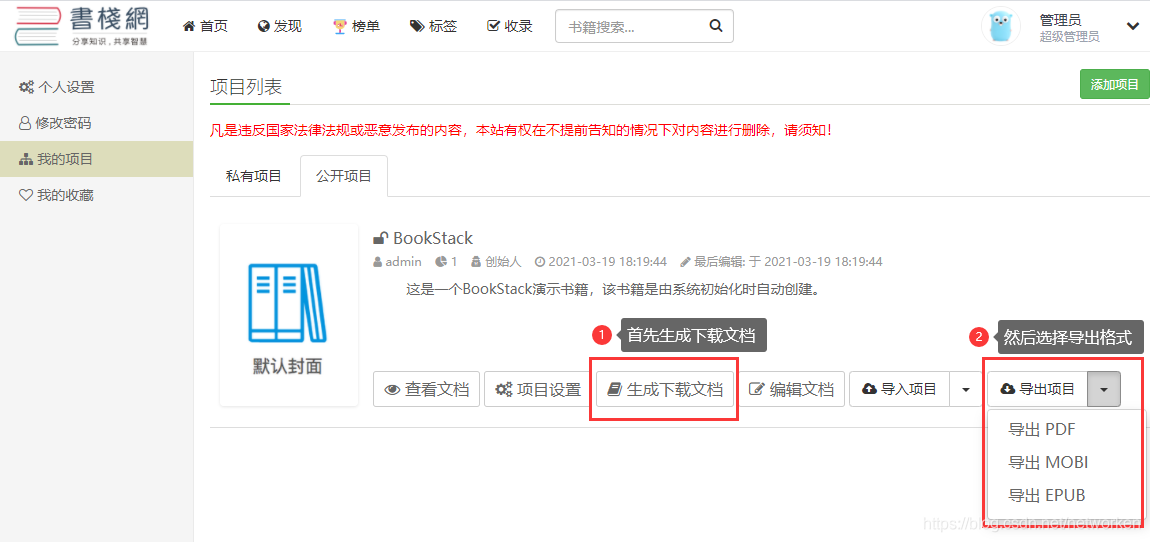 書棧網
分享知识,共享智慧
首页 发现 榜单 标签 收录 书籍搜索...
管理员
超级管理员
个人设置
修改密码
我的项目
我的收藏
项目列表 添加项目
凡是违反国家法律法规或恶意发布的内容，本站有权在不提前告知的情况下对内容进行删除，请须知！
私有项目 公开项目
默认封面
BookStack
admin 1 创始人 2021-03-19 18:19:44 最后编辑: 于 2021-03-19 18:19:44
这是一个BookStack演示书籍，该书籍是由系统初始化时自动创建。
1 首先生成下载文档 2 然后选择导出格式
查看文档 项目设置 生成下载文档 编辑文档 导入项目 导出项目
导出 PDF
导出 MOBI
导出 EPUB
https://blog.csdn.net/networken